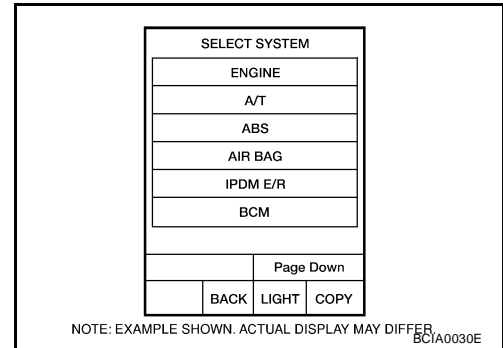 SELECT SYSTEM
ENGINE
A/T
ABS
AIR BAG
IPDM E/R
BCM
Page Down
BACK LIGHT COPY
NOTE: EXAMPLE SHOWN. ACTUAL DISPLAY MAY DIFFER.
BCIA0030E